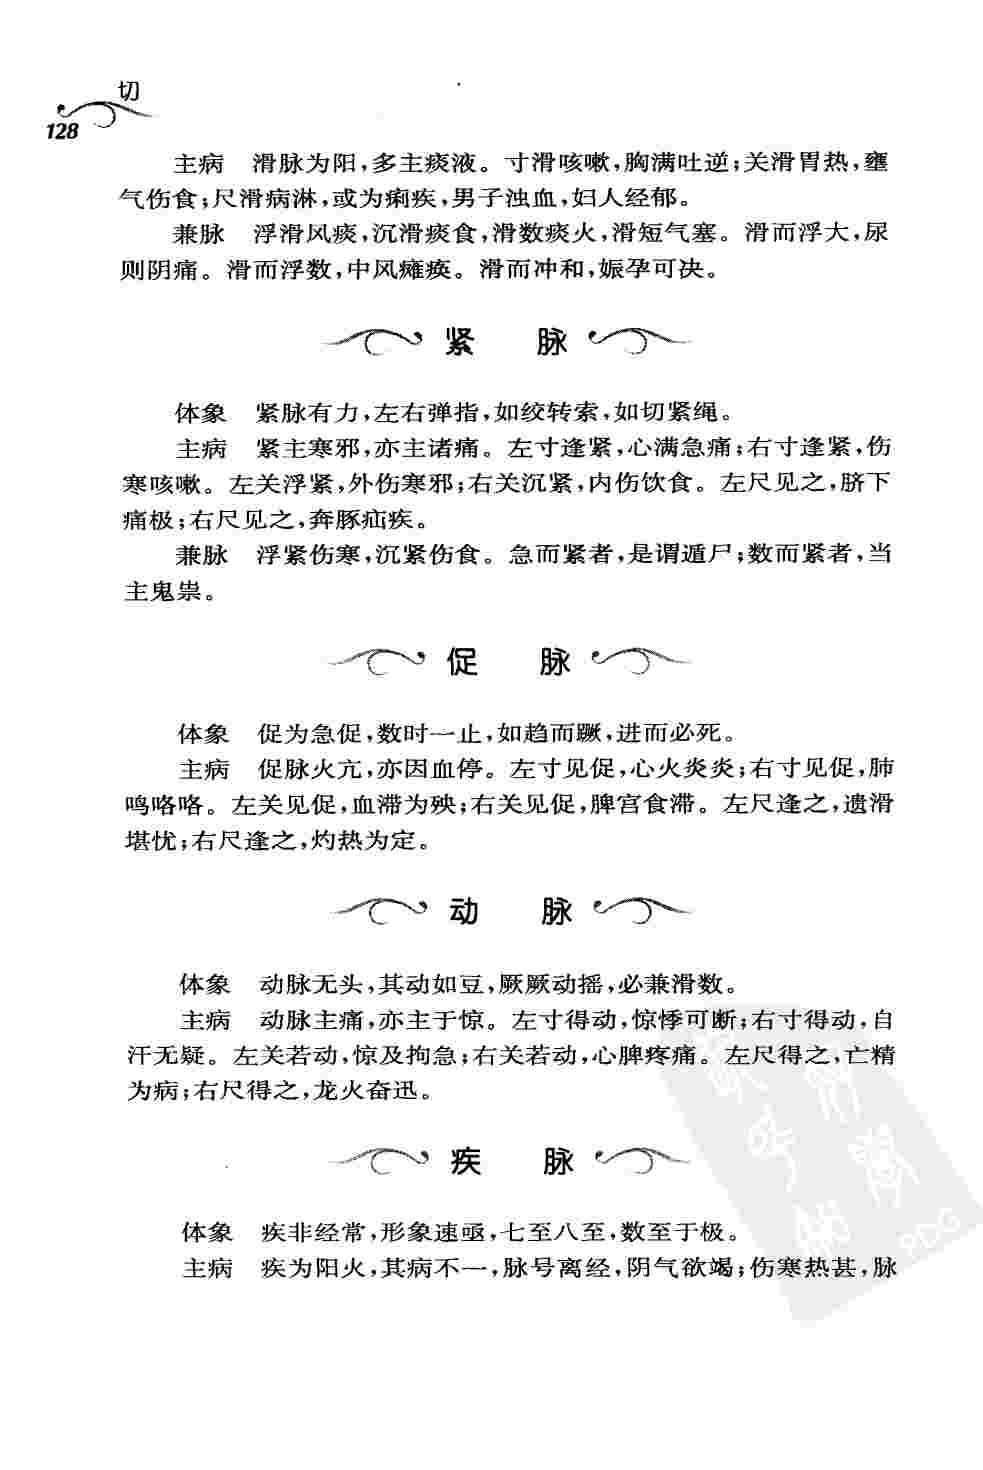 切
128
主病　滑脉为阳，多主痰液。寸滑咳嗽，胸满吐逆；关滑胃热，壅
气伤食；尺滑病淋，或为痢疾，男子浊血，妇人经郁。
兼脉　浮滑风痰，沉滑痰食，滑数痰火，滑短气塞。滑而浮大，尿
则阴痛。滑而浮数，中风瘫痪。滑而冲和，娠孕可决。
紧　脉
体象　紧脉有力，左右弹指，如绞转索，如切紧绳。
主病　紧主寒邪，亦主诸痛。左寸逢紧，心满急痛；右寸逢紧，伤
寒咳嗽。左关浮紧，外伤寒邪；右关沉紧，内伤饮食。左尺见之，脐下
痛极；右尺见之，奔豚疝疾。
兼脉　浮紧伤寒，沉紧伤食。急而紧者，是谓遁尸；数而紧者，当
主鬼祟。
促　脉
体象　促为急促，数时一止，如趋而蹶，进而必死。
主病　促脉火亢，亦因血停。左寸见促，心火炎炎；右寸见促，肺
鸣咯咯。左关见促，血滞为殃；右关见促，脾宫食滞。左尺逢之，遗滑
堪忧；右尺逢之，灼热为定。
动　脉
体象　动脉无头，其动如豆，厥厥动摇，必兼滑数。
主病　动脉主痛，亦主于惊。左寸得动，惊悸可断；右寸得动，自
汗无疑。左关若动，惊及拘急；右关若动，心脾疼痛。左尺得之，亡精
为病；右尺得之，龙火奋迅。
疾　脉
体象　疾非经常，形象速亟，七至八至，数至于极。
主病　疾为阳火，其病不一，脉号离经，阴气欲竭；伤寒热甚，脉
PDG